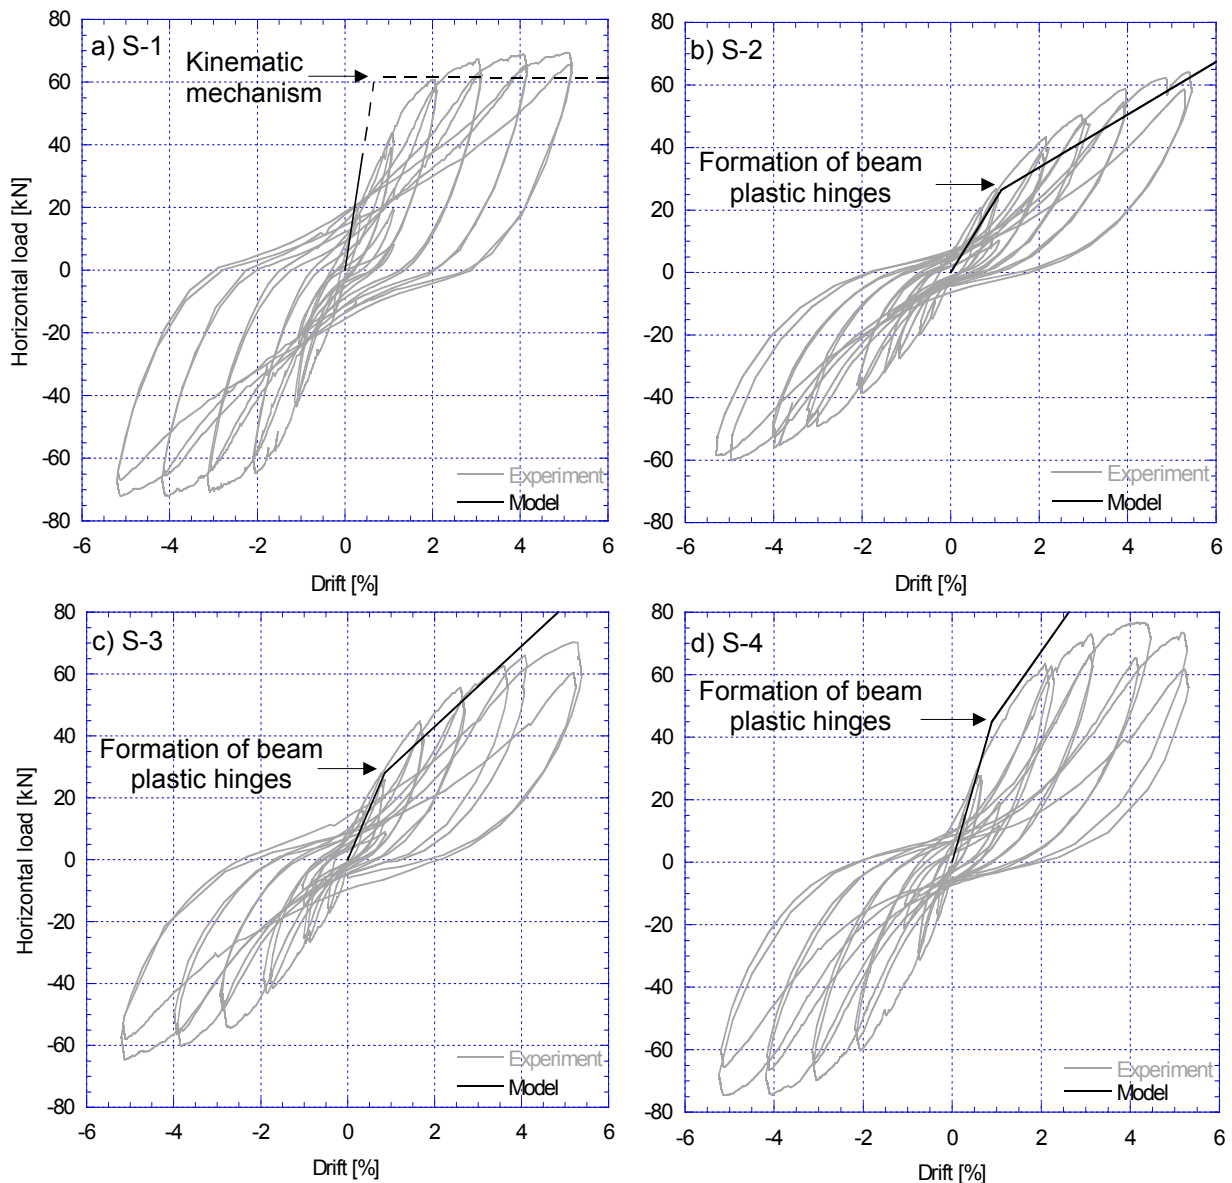 a) S-1
Kinematic
mechanism
Horizontal load [kN]
80
60
40
20
0
-20
-40
-60
-80
-6
-4
-2
0
2
4
6
Drift [%]
Experiment
Model
b) S-2
Formation of beam
plastic hinges
80
60
40
20
0
-20
-40
-60
-80
-6
-4
-2
0
2
4
6
Drift [%]
Experiment
Model
c) S-3
Formation of beam
plastic hinges
Horizontal load [kN]
80
60
40
20
0
-20
-40
-60
-80
-6
-4
-2
0
2
4
6
Drift [%]
Experiment
Model
d) S-4
Formation of beam
plastic hinges
80
60
40
20
0
-20
-40
-60
-80
-6
-4
-2
0
2
4
6
Drift [%]
Experiment
Model